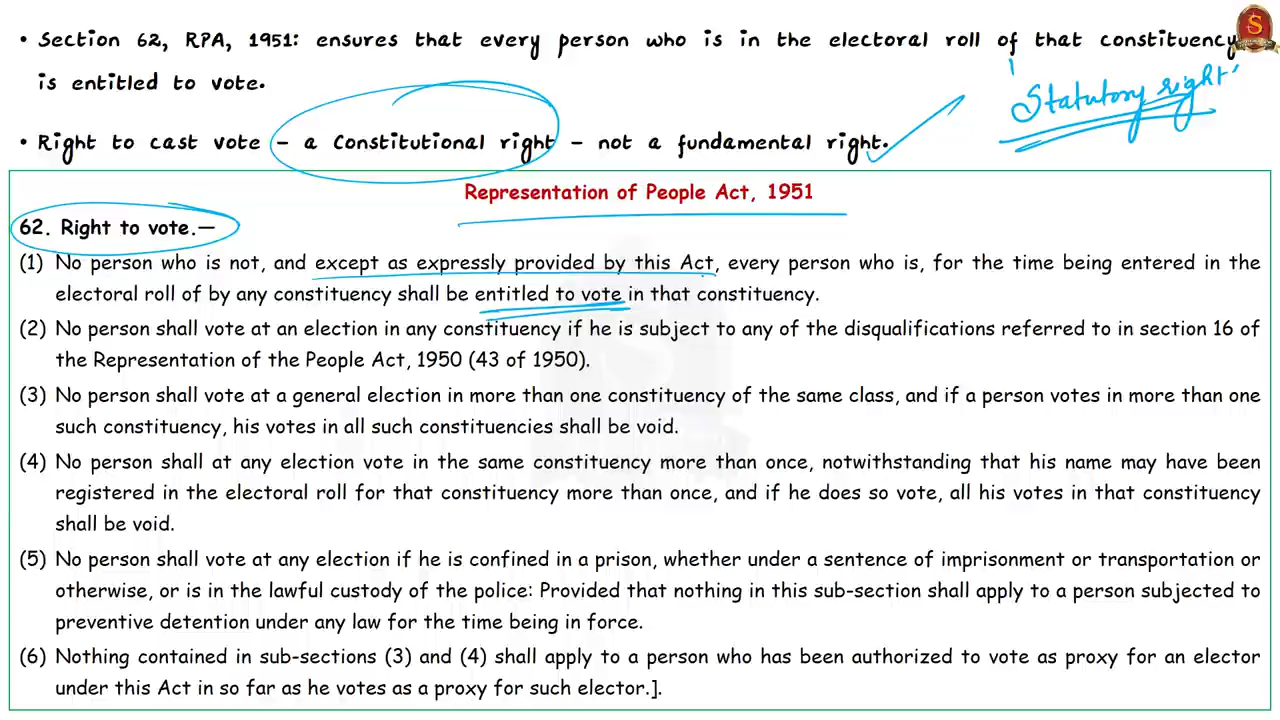 • Section 62, RPA, 1951: ensures that every person who is in the electoral roll of that constituency
is entitled to vote.
Statutory right
• Right to cast vote - a Constitutional right - not a fundamental right.
Representation of People Act, 1951
62. Right to vote.—
(1) No person who is not, and except as expressly provided by this Act, every person who is, for the time being entered in the
electoral roll of by any constituency shall be entitled to vote in that constituency.
(2) No person shall vote at an election in any constituency if he is subject to any of the disqualifications referred to in section 16 of
the Representation of the People Act, 1950 (43 of 1950).
(3) No person shall vote at a general election in more than one constituency of the same class, and if a person votes in more than one
such constituency, his votes in all such constituencies shall be void.
(4) No person shall at any election vote in the same constituency more than once, notwithstanding that his name may have been
registered in the electoral roll for that constituency more than once, and if he does so vote, all his votes in that constituency
shall be void.
(5) No person shall vote at any election if he is confined in a prison, whether under a sentence of imprisonment or transportation or
otherwise, or is in the lawful custody of the police: Provided that nothing in this sub-section shall apply to a person subjected to
preventive detention under any law for the time being in force.
(6) Nothing contained in sub-sections (3) and (4) shall apply to a person who has been authorized to vote as proxy for an elector
under this Act in so far as he votes as a proxy for such elector.].